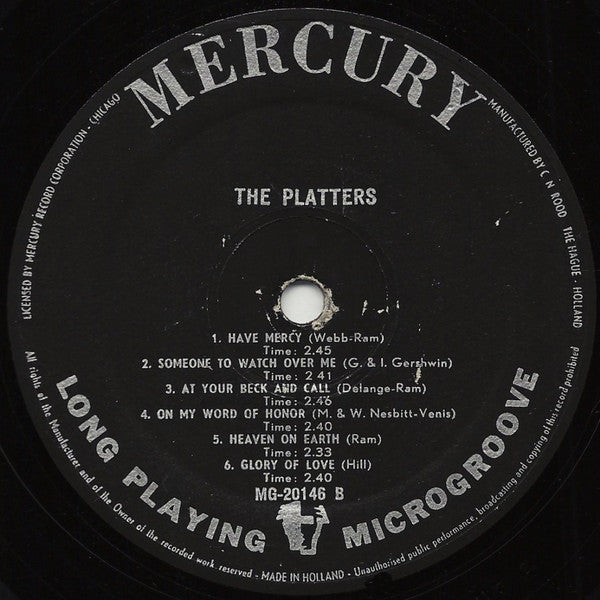 MERCURY
LICENSED BY MERCURY RECORD CORPORATION - CHICAGO
MANUFACTURED BY C N ROOD THE HAGUE - HOLLAND
THE PLATTERS
1. HAVE MERCY (Webb-Ram)
Time: 2.45
2. SOMEONE TO WATCH OVER ME (G. & I. Gershwin)
Time: 2 41
3. AT YOUR BECK AND CALL (Delange-Ram)
Time: 2.46
4. ON MY WORD OF HONOR (M. & W. Nesbitt-Venis)
Time: 2.40
5. HEAVEN ON EARTH (Ram)
Time: 2.33
6. GLORY OF LOVE (Hill)
Time: 2.40
MG-20146 B
LONG PLAYING MICROGROOVE
All rights of the Manufacturer and of the Owner of the recorded work reserved - MADE IN HOLLAND - Unauthorised public performance, broadcasting and copying of this record prohibited